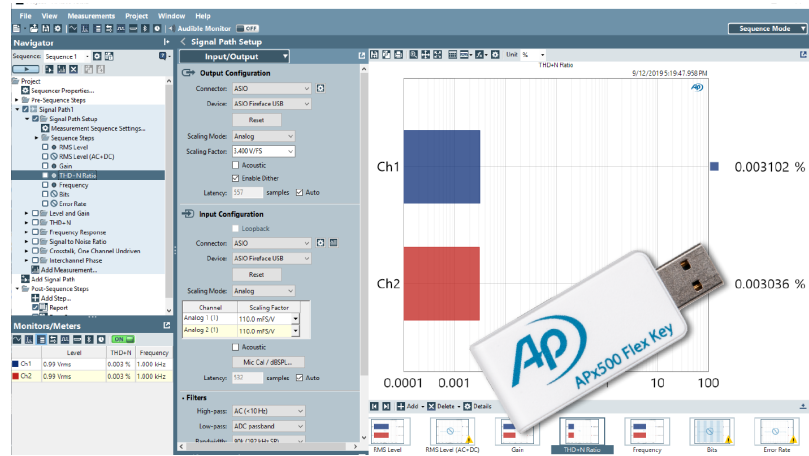 File View Measurements Project Window Help
Audible Monitor OFF
Sequence Mode
Navigator
Sequence: Sequence 1
Project
Sequencer Properties...
Pre-Sequence Steps
Signal Path1
Signal Path Setup
Measurement Sequence Settings...
Sequence Steps
RMS Level
RMS Level (AC+DC)
Gain
THD+N Ratio
Frequency
Bits
Error Rate
Level and Gain
THD+N
Frequency Response
Signal to Noise Ratio
Crosstalk, One Channel Undriven
Interchannel Phase
Add Measurement...
Add Signal Path
Post-Sequence Steps
Add Step...
Report
Monitors/Meters
ON
Level THD+N Frequency
Ch1 0.99 Vrms 0.003 % 1.000 kHz
Ch2 0.99 Vrms 0.003 % 1.000 kHz
Signal Path Setup
Input/Output
Output Configuration
Connector: ASIO
Device: ASIO Fireface USB
Reset
Scaling Mode: Analog
Scaling Factor: 3.400 V/FS
Acoustic
Enable Dither
Latency: 557 samples Auto
Input Configuration
Loopback
Connector: ASIO
Device: ASIO Fireface USB
Reset
Scaling Mode: Analog
Channel Scaling Factor
Analog 1 (1) 110.0 mFS/V
Analog 2 (1) 110.0 mFS/V
Acoustic
Mic Cal / dBSPL...
Latency: 532 samples Auto
Filters
High-pass: AC (<10 Hz)
Low-pass: ADC passband
Bandwidth: 90k (192 kHz SR)
Unit %
THD+N Ratio
9/12/2019 5:19:47.958 PM
AP
Ch1
0.003102 %
Ch2
0.003036 %
0.0001 0.001 10 100
AP
APx500 Flex Key
Add Delete Details
RMS Level RMS Level (AC+DC) Gain THD+N Ratio Frequency Bits Error Rate